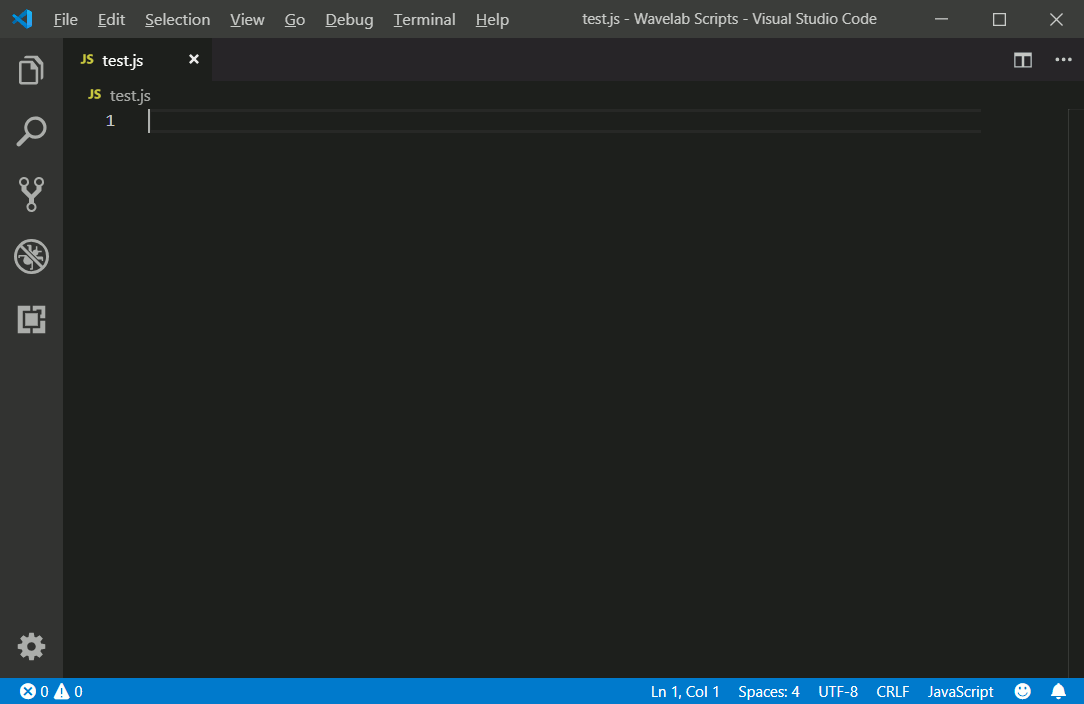 File Edit Selection View Go Debug Terminal Help test.js - Wavelab Scripts - Visual Studio Code
JS test.js
JS test.js
1
0 0 Ln 1, Col 1 Spaces: 4 UTF-8 CRLF JavaScript